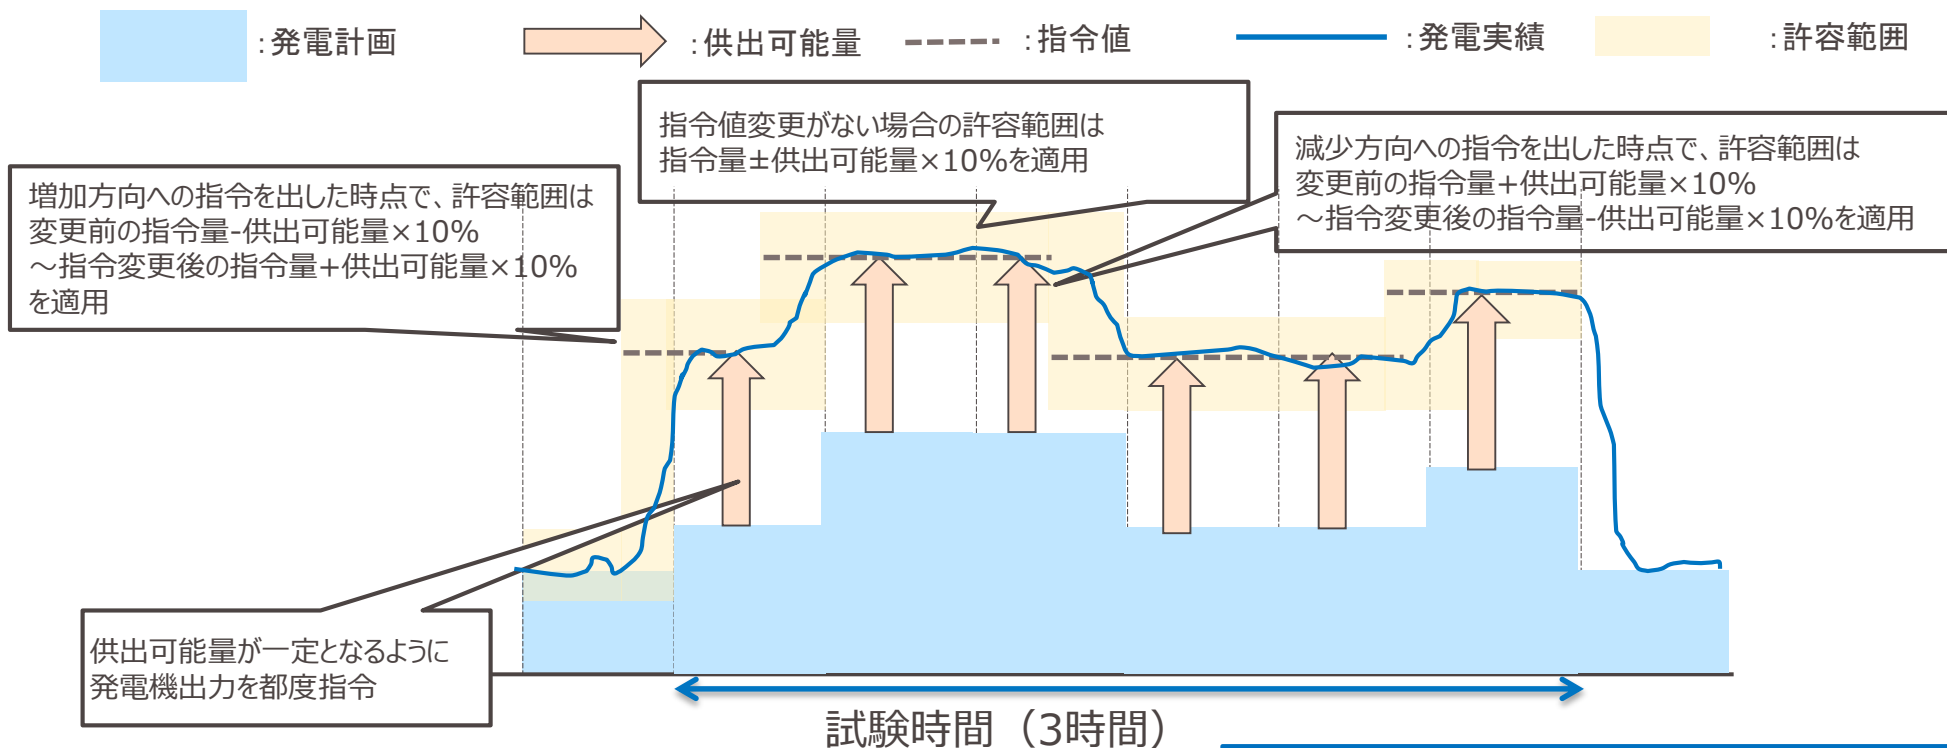 :発電計画
:供出可能量
:指令値
:発電実績
:許容範囲
指令値変更がない場合の許容範囲は
指令量±供出可能量×10%を適用
減少方向への指令を出した時点で、許容範囲は
変更前の指令量+供出可能量×10%
～指令変更後の指令量-供出可能量×10%を適用
増加方向への指令を出した時点で、許容範囲は
変更前の指令量-供出可能量×10%
～指令変更後の指令量+供出可能量×10%
を適用
供出可能量が一定となるように
発電機出力を都度指令
試験時間（3時間）